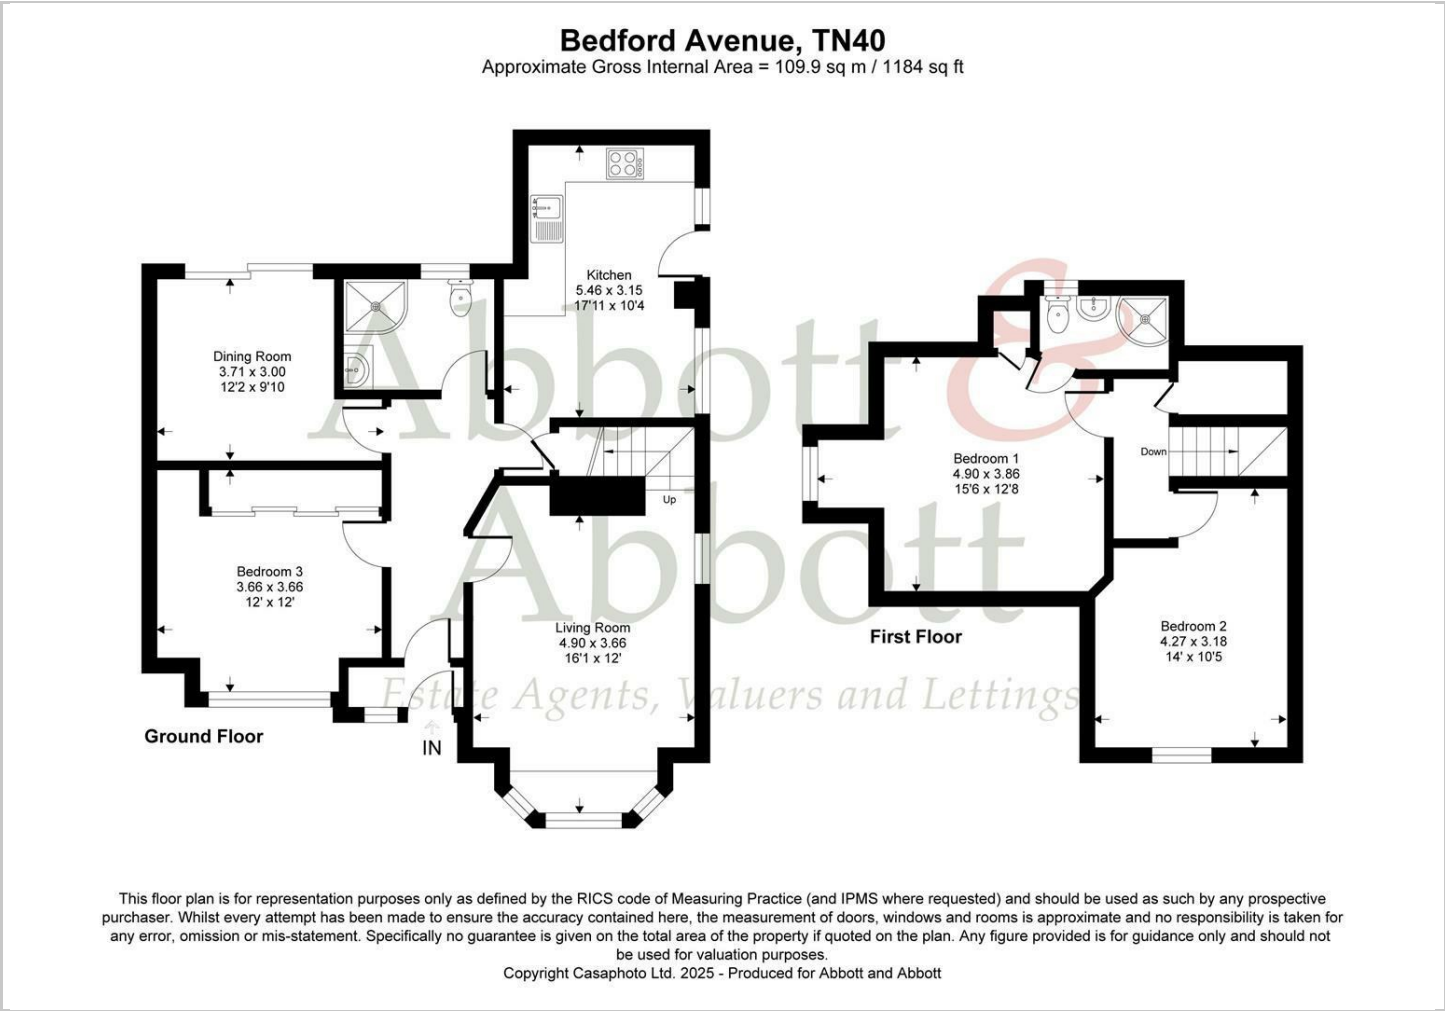 Bedford Avenue, TN40
Approximate Gross Internal Area = 109.9 sq m / 1184 sq ft
Kitchen
5.46 x 3.15
17'11 x 10'4
Dining Room
3.71 x 3.00
12'2 x 9'10
Up
Bedroom 3
3.66 x 3.66
12' x 12'
Living Room
4.90 x 3.66
16'1 x 12'
IN
Ground Floor
Bedroom 1
4.90 x 3.86
15'6 x 12'8
Down
Bedroom 2
4.27 x 3.18
14' x 10'5
First Floor
Abbott &
Abbott
Estate Agents, Valuers and Lettings
This floor plan is for representation purposes only as defined by the RICS code of Measuring Practice (and IPMS where requested) and should be used as such by any prospective
purchaser. Whilst every attempt has been made to ensure the accuracy contained here, the measurement of doors, windows and rooms is approximate and no responsibility is taken for
any error, omission or mis-statement. Specifically no guarantee is given on the total area of the property if quoted on the plan. Any figure provided is for guidance only and should not
be used for valuation purposes.
Copyright Casaphoto Ltd. 2025 - Produced for Abbott and Abbott